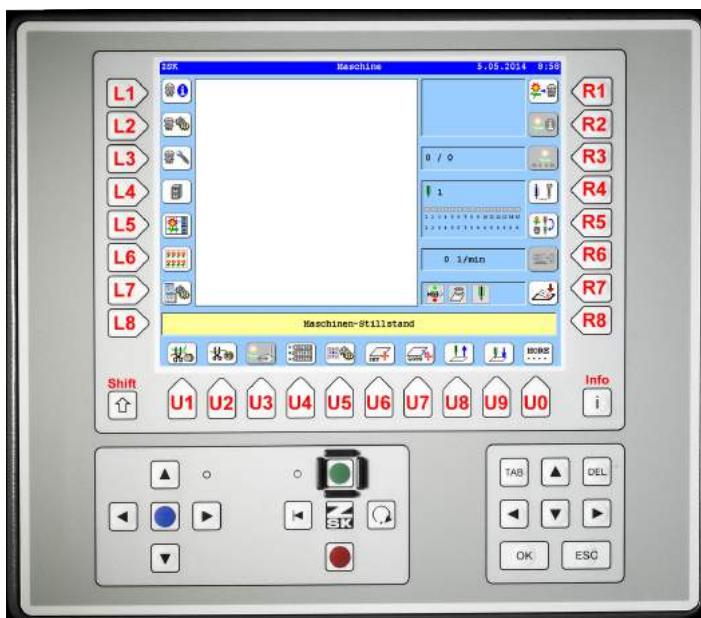 ZSK Maschine 5.05.2014 8:58
L1 R1
L2 R2
L3 0 / 0 R3
L4 1 R4
L5 R5
L6 0 1/min R6
L7 R7
L8 Maschinen-Stillstand R8
MORE
Shift Info
U1 U2 U3 U4 U5 U6 U7 U8 U9 U0 i
TAB DEL
ZSK
OK ESC